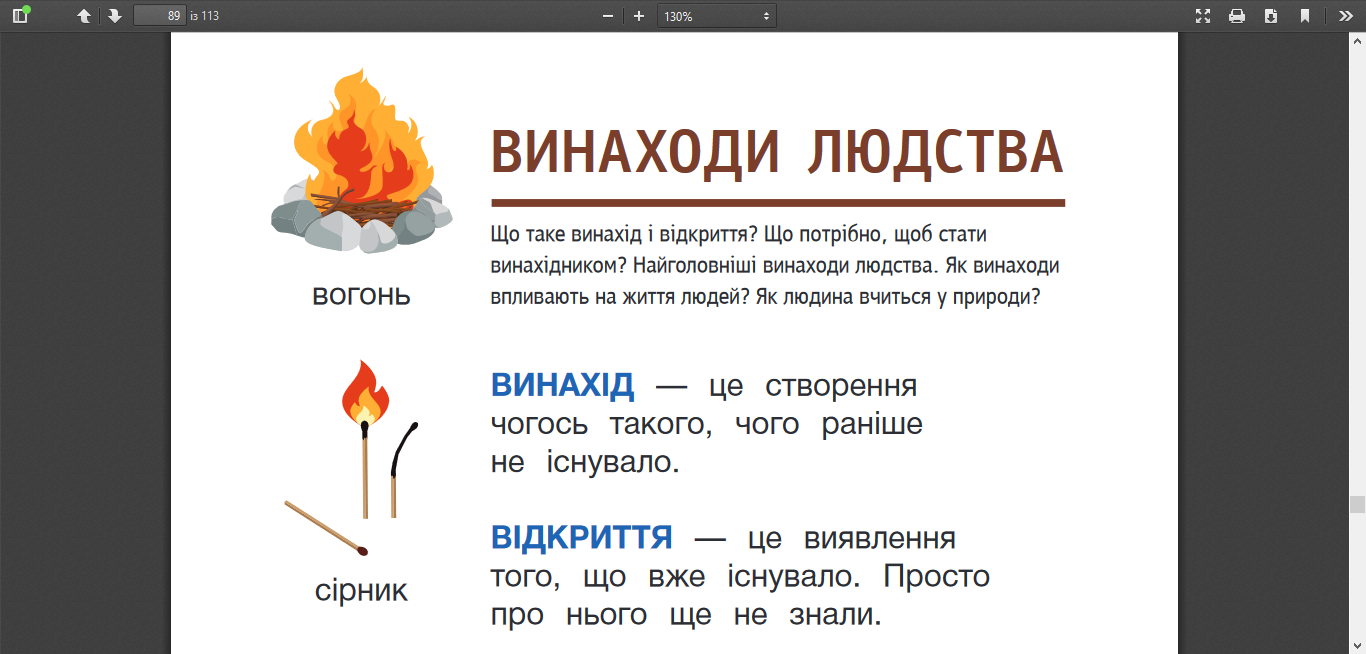 89 із 113
130%
ВИНАХОДИ ЛЮДСТВА
Що таке винахід і відкриття? Що потрібно, щоб стати
винахідником? Найголовніші винаходи людства. Як винаходи
впливають на життя людей? Як людина вчиться у природи?
вогонь
ВИНАХІД — це створення
чогось такого, чого раніше
не існувало.
сірник
ВІДКРИТТЯ — це виявлення
того, що вже існувало. Просто
про нього ще не знали.